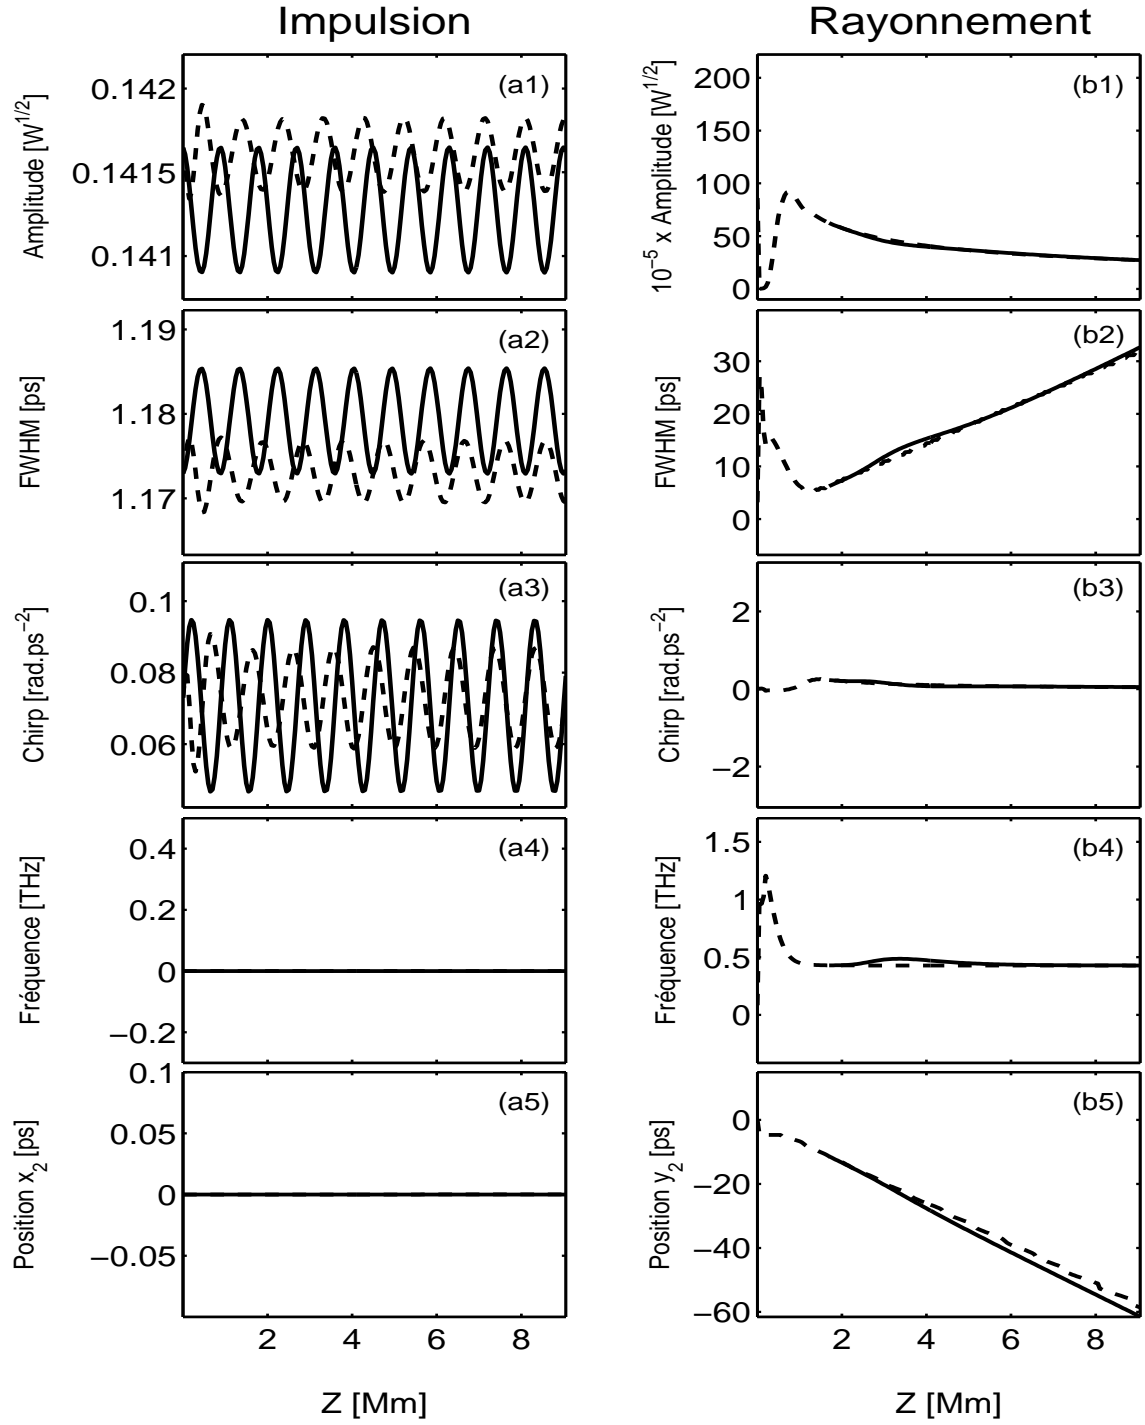 Impulsion
Rayonnement
(a1)
Amplitude [W^{1/2}]
0.142
0.1415
0.141
(b1)
10^{−5} x Amplitude [W^{1/2}]
200
150
100
50
0
(a2)
FWHM [ps]
1.19
1.18
1.17
(b2)
FWHM [ps]
30
20
10
0
(a3)
Chirp [rad.ps^{−2}]
0.1
0.08
0.06
(b3)
Chirp [rad.ps^{−2}]
2
0
−2
(a4)
Fréquence [THz]
0.4
0.2
0
−0.2
(b4)
Fréquence [THz]
1.5
1
0.5
0
(a5)
Position x_2 [ps]
0.1
0.05
0
−0.05
2 4 6 8
Z [Mm]
(b5)
Position y_2 [ps]
0
−20
−40
−60
2 4 6 8
Z [Mm]